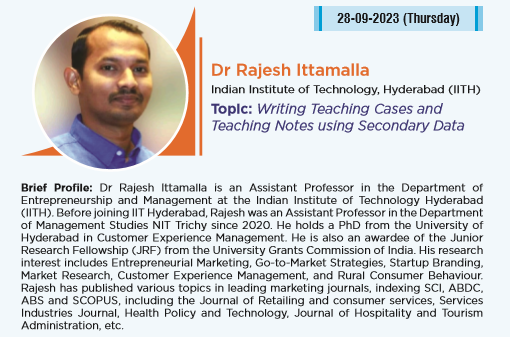 28-09-2023 (Thursday)
Dr Rajesh Ittamalla
Indian Institute of Technology, Hyderabad (IITH)
Topic: Writing Teaching Cases and
Teaching Notes using Secondary Data
Brief Profile: Dr Rajesh Ittamalla is an Assistant Professor in the Department of
Entrepreneurship and Management at the Indian Institute of Technology Hyderabad
(IITH). Before joining IIT Hyderabad, Rajesh was an Assistant Professor in the Department
of Management Studies NIT Trichy since 2020. He holds a PhD from the University of
Hyderabad in Customer Experience Management. He is also an awardee of the Junior
Research Fellowship (JRF) from the University Grants Commission of India. His research
interest includes Entrepreneurial Marketing, Go-to-Market Strategies, Startup Branding,
Market Research, Customer Experience Management, and Rural Consumer Behaviour.
Rajesh has published various topics in leading marketing journals, indexing SCI, ABDC,
ABS and SCOPUS, including the Journal of Retailing and consumer services, Services
Industries Journal, Health Policy and Technology, Journal of Hospitality and Tourism
Administration, etc.